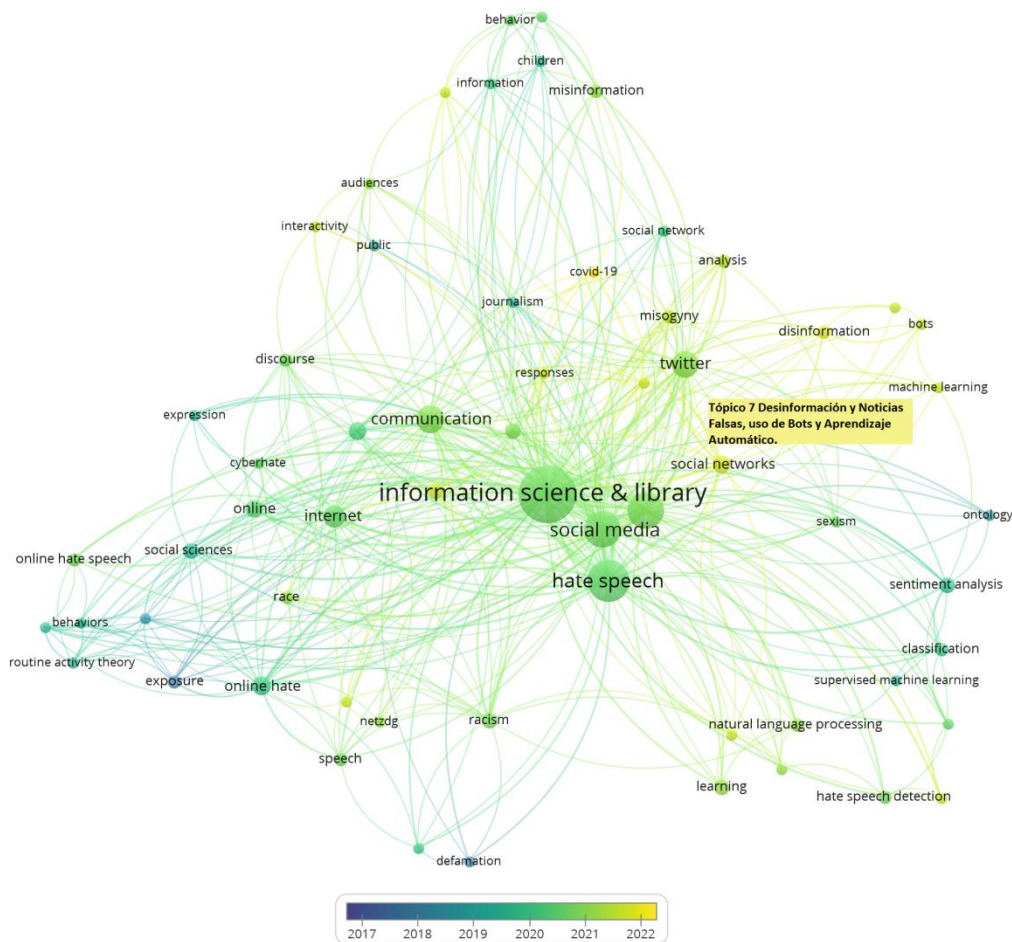 behavior
children
information
misinformation
audiences
interactivity
public
social network
analysis
covid-19
journalism
misogyny
disinformation
bots
discourse
twitter
responses
machine learning
Tópico 7 Desinformación y Noticias
Falsas, uso de Bots y Aprendizaje
Automático.
expression
communication
cyberhate
social networks
information science & library
online
internet
social media
sexism
ontology
social sciences
online hate speech
hate speech
sentiment analysis
race
behaviors
routine activity theory
classification
exposure
online hate
supervised machine learning
netzdg
racism
natural language processing
speech
learning
hate speech detection
defamation
2017 2018 2019 2020 2021 2022